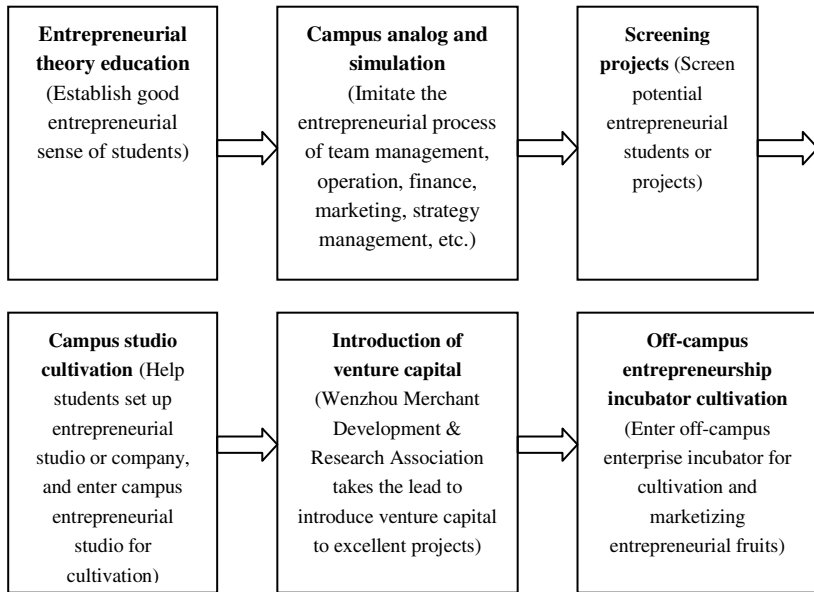 Entrepreneurial
theory education
(Establish good
entrepreneurial
sense of students)
Campus analog and
simulation
(Imitate the
entrepreneurial process
of team management,
operation, finance,
marketing, strategy
management, etc.)
Screening
projects (Screen
potential
entrepreneurial
students or
projects)
Campus studio
cultivation (Help
students set up
entrepreneurial
studio or company,
and enter campus
entrepreneurial
studio for
cultivation)
Introduction of
venture capital
(Wenzhou Merchant
Development &
Research Association
takes the lead to
introduce venture capital
to excellent projects)
Off-campus
entrepreneurship
incubator cultivation
(Enter off-campus
enterprise incubator for
cultivation and
marketizing
entrepreneurial fruits)